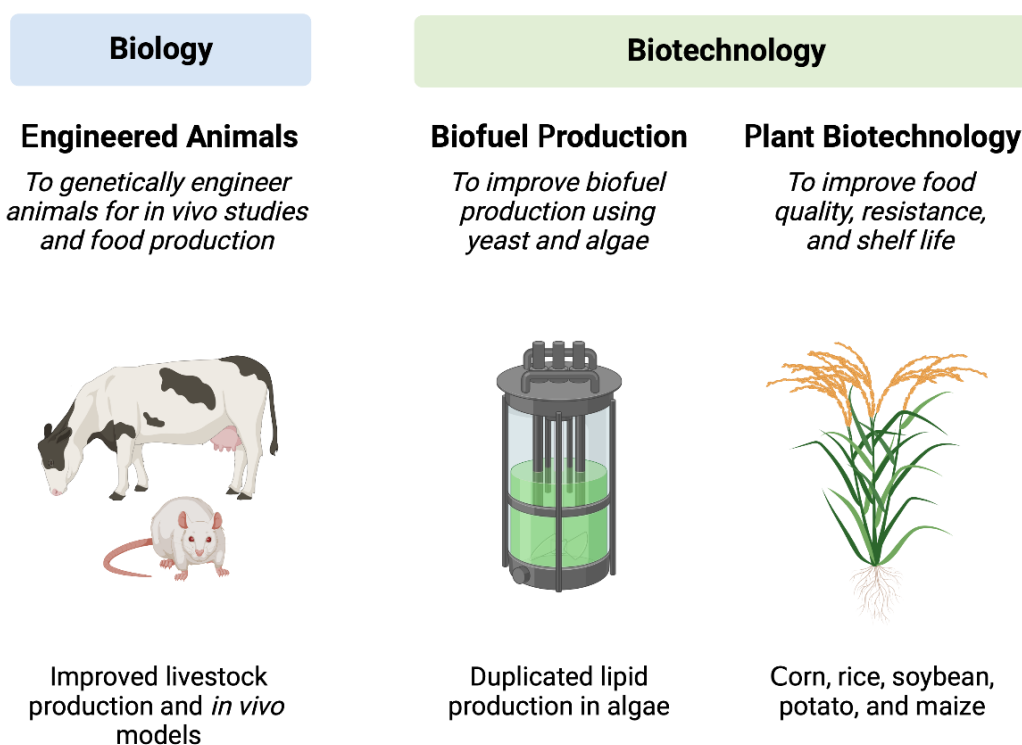 Biology
Biotechnology
Engineered Animals
To genetically engineer
animals for in vivo studies
and food production
Biofuel Production
To improve biofuel
production using
yeast and algae
Plant Biotechnology
To improve food
quality, resistance,
and shelf life
Improved livestock
production and in vivo
models
Duplicated lipid
production in algae
Corn, rice, soybean,
potato, and maize